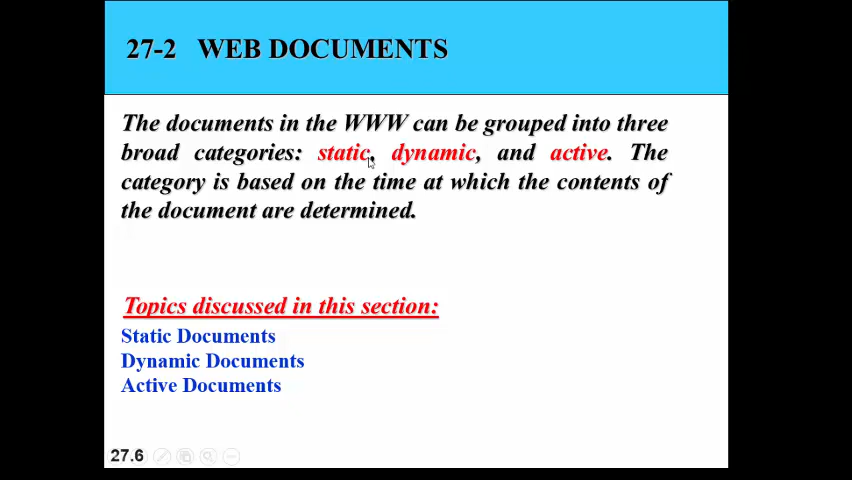 27-2 WEB DOCUMENTS
The documents in the WWW can be grouped into three
broad categories: static, dynamic, and active. The
category is based on the time at which the contents of
the document are determined.
Topics discussed in this section:
Static Documents
Dynamic Documents
Active Documents
27.6